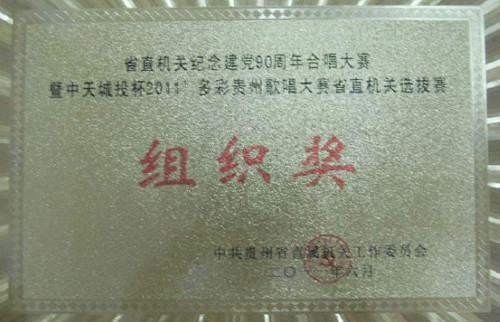 省直机关纪念建党90周年合唱大赛
暨中天城投杯2011’多彩贵州歌唱大赛省直机关选拔赛
组织奖
中共贵州省直属机关工作委员会
二〇一一年六月